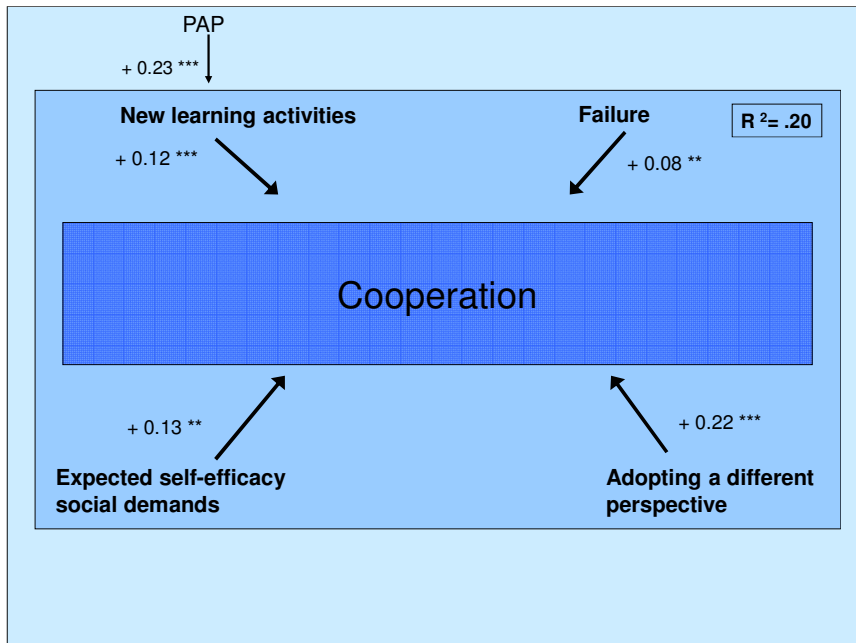 PAP
+ 0.23 ***
New learning activities
Failure
R ²= .20
+ 0.12 ***
+ 0.08 **
Cooperation
+ 0.13 **
+ 0.22 ***
Expected self-efficacy
social demands
Adopting a different
perspective